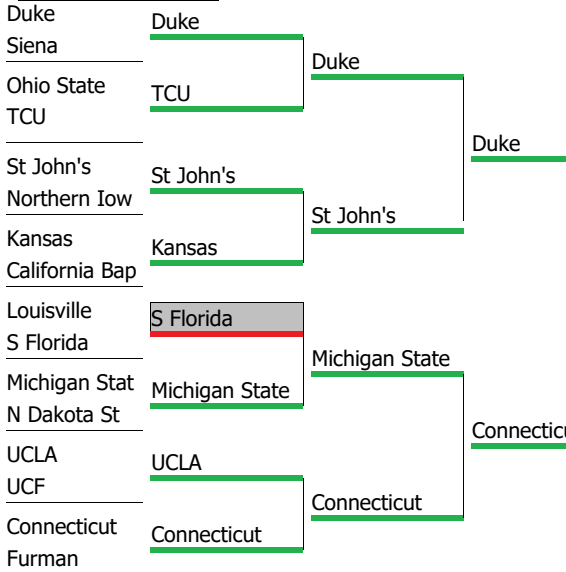 Duke
Siena
Ohio State
TCU
St John's
Northern Iow
Kansas
California Bap
Louisville
S Florida
Michigan Stat
N Dakota St
UCLA
UCF
Connecticut
Furman
Duke
TCU
St John's
Kansas
S Florida
Michigan State
UCLA
Connecticut
Duke
St John's
Michigan State
Connecticut
Duke
Connecticu